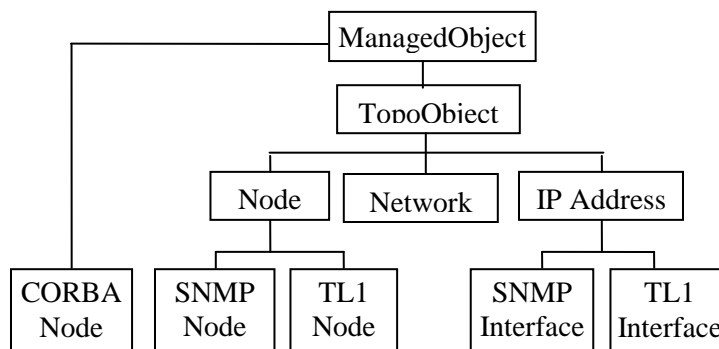 ManagedObject
TopoObject
Node
Network
IP Address
CORBA
Node
SNMP
Node
TL1
Node
SNMP
Interface
TL1
Interface